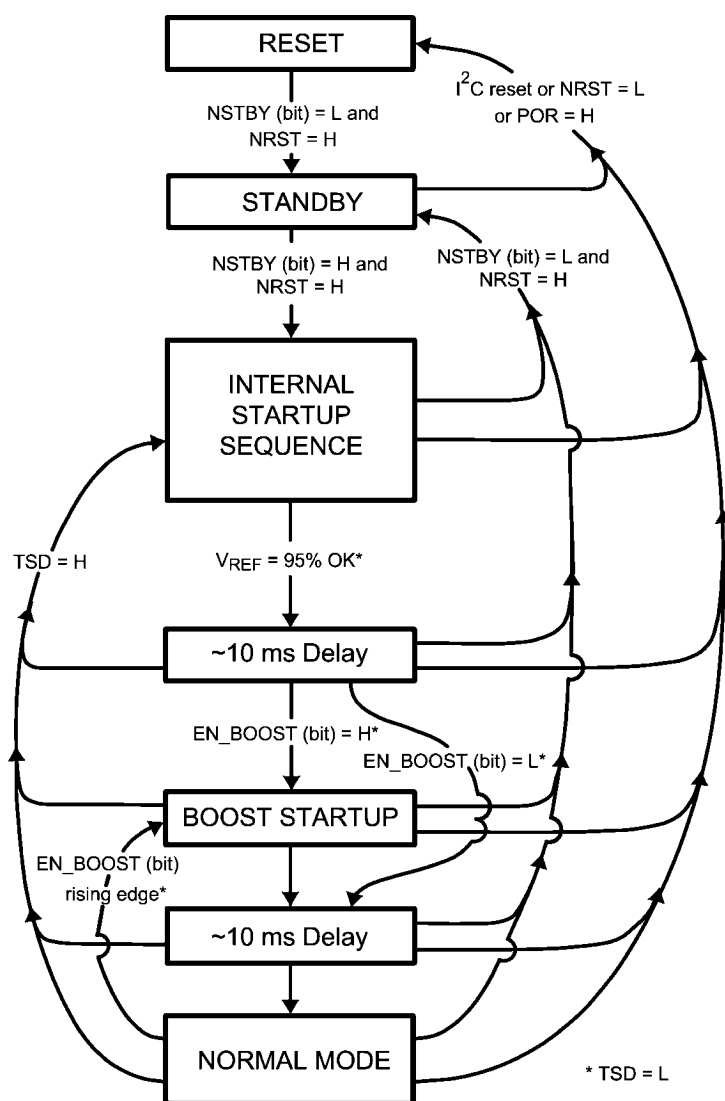 RESET
I²C reset or NRST = L
or POR = H
NSTBY (bit) = L and
NRST = H
STANDBY
NSTBY (bit) = H and
NRST = H
NSTBY (bit) = L and
NRST = H
INTERNAL
STARTUP
SEQUENCE
TSD = H
VREF = 95% OK*
~10 ms Delay
EN_BOOST (bit) = H*
EN_BOOST (bit) = L*
BOOST STARTUP
EN_BOOST (bit)
rising edge*
~10 ms Delay
NORMAL MODE
* TSD = L